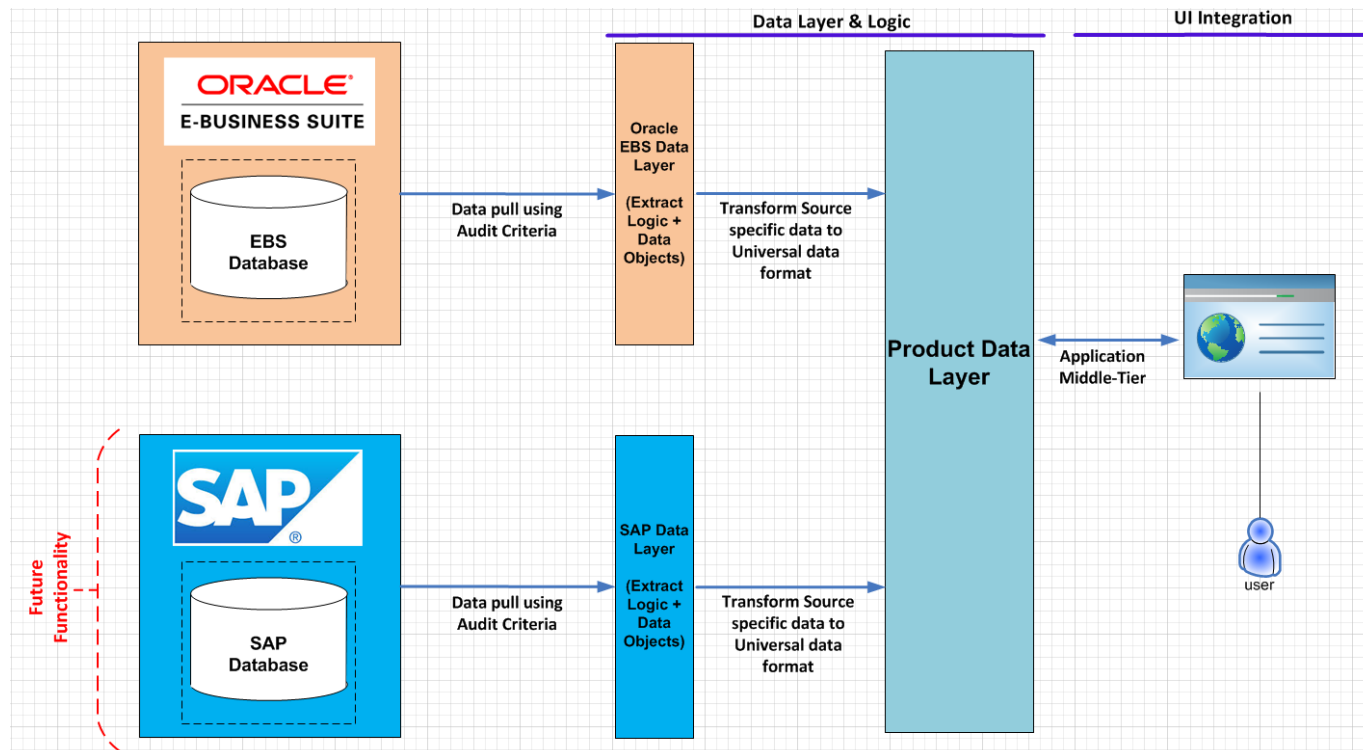 Data Layer & Logic
UI Integration
ORACLE®
E-BUSINESS SUITE
EBS
Database
Data pull using
Audit Criteria
Oracle
EBS Data
Layer
(Extract
Logic +
Data
Objects)
Transform Source
specific data to
Universal data
format
Product Data
Layer
Application
Middle-Tier
user
Future
Functionality
SAP
®
SAP
Database
Data pull using
Audit Criteria
SAP Data
Layer
(Extract
Logic +
Data
Objects)
Transform Source
specific data to
Universal data
format